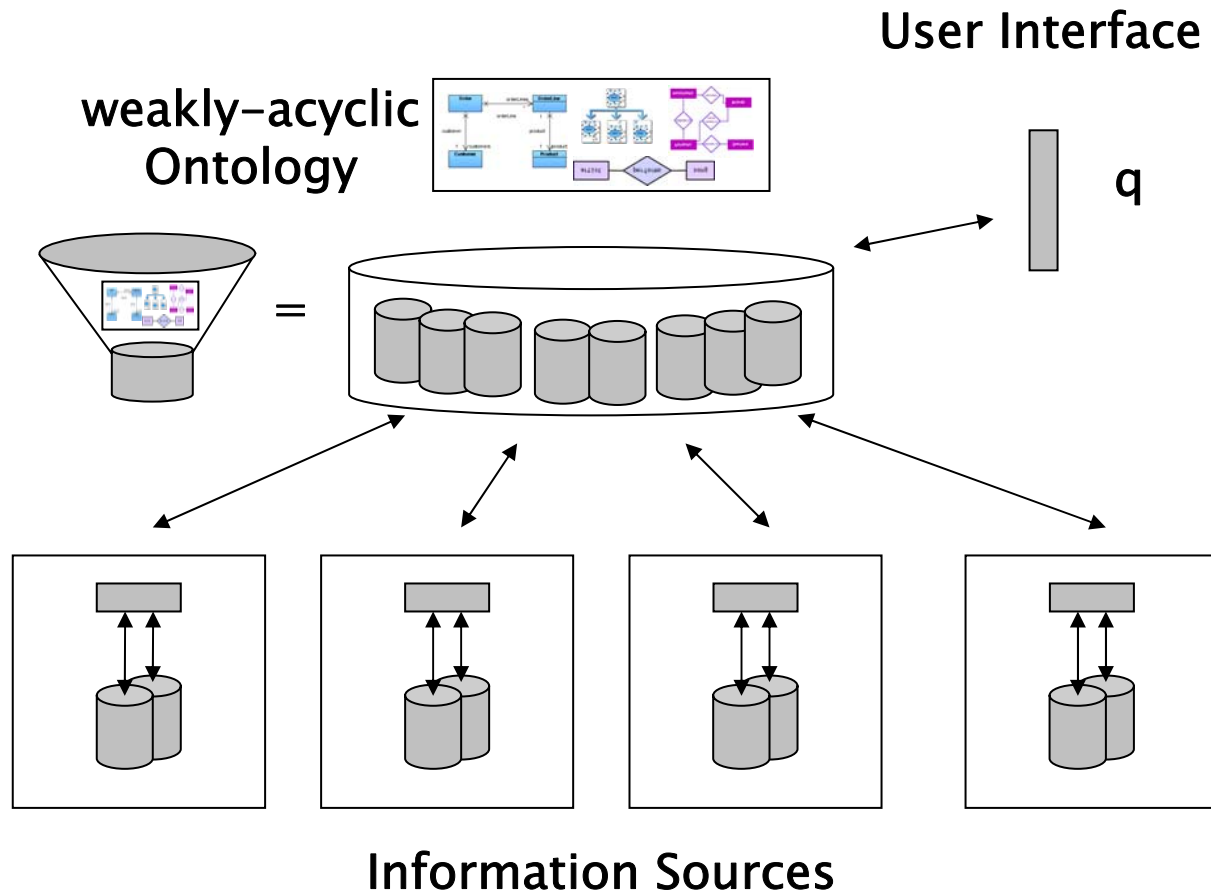 User Interface
weakly-acyclic
Ontology
q
=
Information Sources